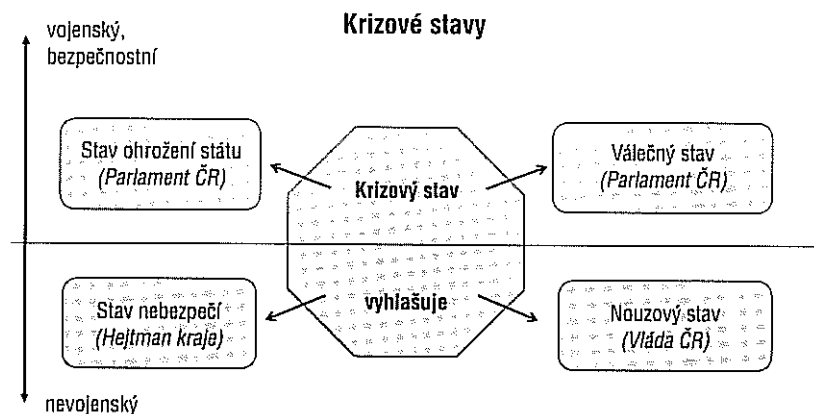 Krizové stavy
vojenský,
bezpečnostní
Stav ohrožení státu
(Parlament ČR)
Krizový stav
Válečný stav
(Parlament ČR)
Stav nebezpečí
(Hejtman kraje)
vyhlašuje
Nouzový stav
(Vláda ČR)
nevojenský